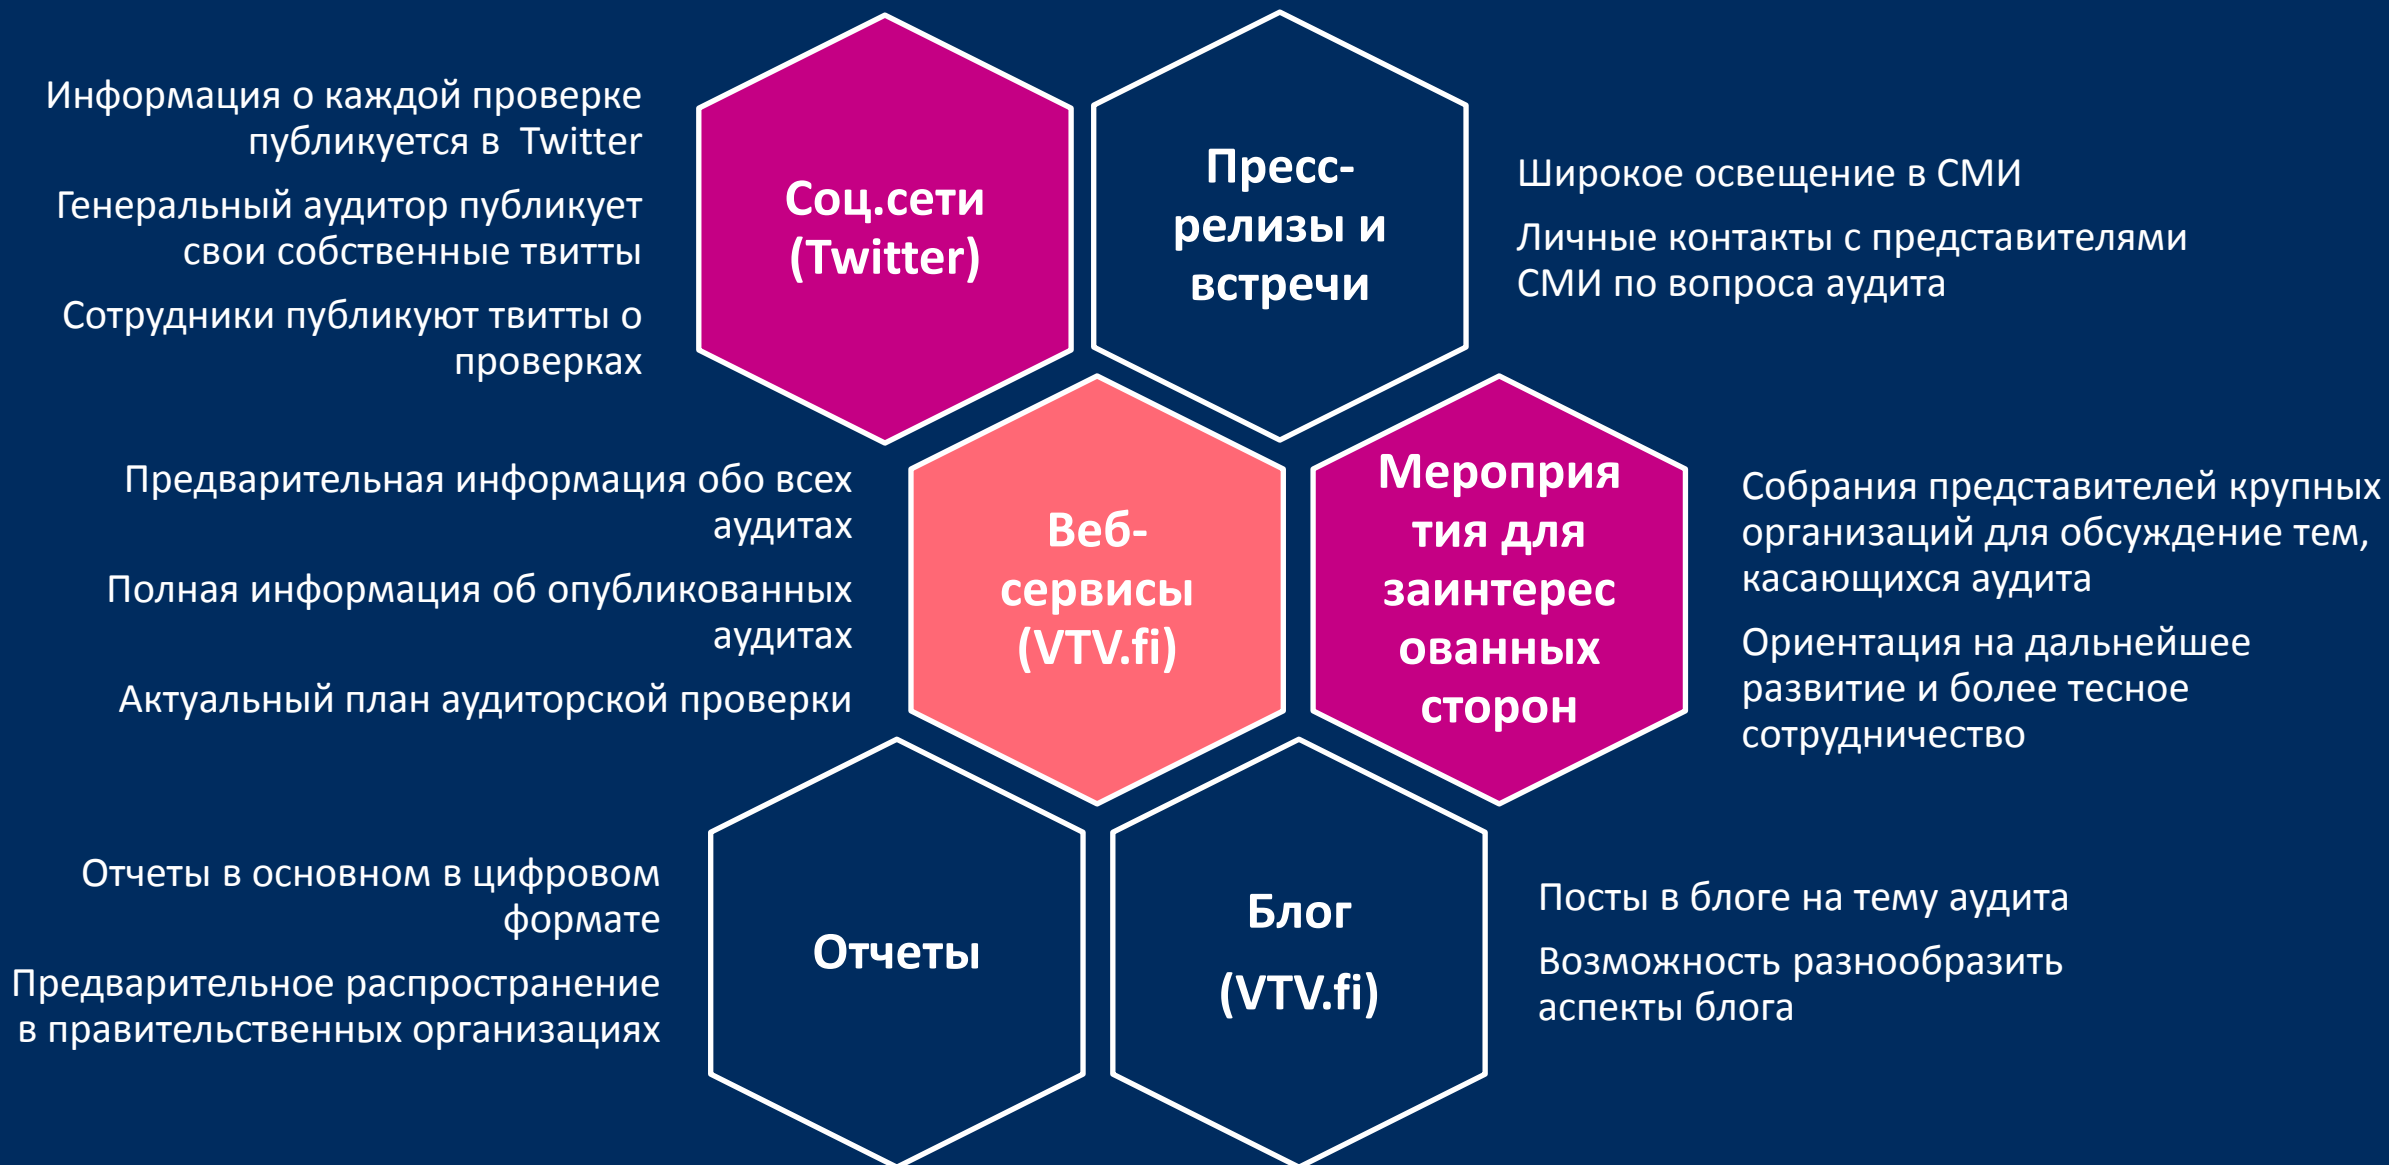 Информация о каждой проверке
публикуется в  Twitter
Генеральный аудитор публикует
свои собственные твитты
Сотрудники публикуют твитты о
проверках
Соц.сети
(Twitter)
Пресс-
релизы и
встречи
Широкое освещение в СМИ
Личные контакты с представителями
СМИ по вопроса аудита
Предварительная информация обо всех
аудитах
Полная информация об опубликованных
аудитах
Актуальный план аудиторской проверки
Веб-
сервисы
(VTV.fi)
Мероприя
тия для
заинтерес
ованных
сторон
Собрания представителей крупных
организаций для обсуждение тем,
касающихся аудита
Ориентация на дальнейшее
развитие и более тесное
сотрудничество
Отчеты в основном в цифровом
формате
Предварительное распространение
в правительственных организациях
Отчеты
Блог
(VTV.fi)
Посты в блоге на тему аудита
Возможность разнообразить
аспекты блога